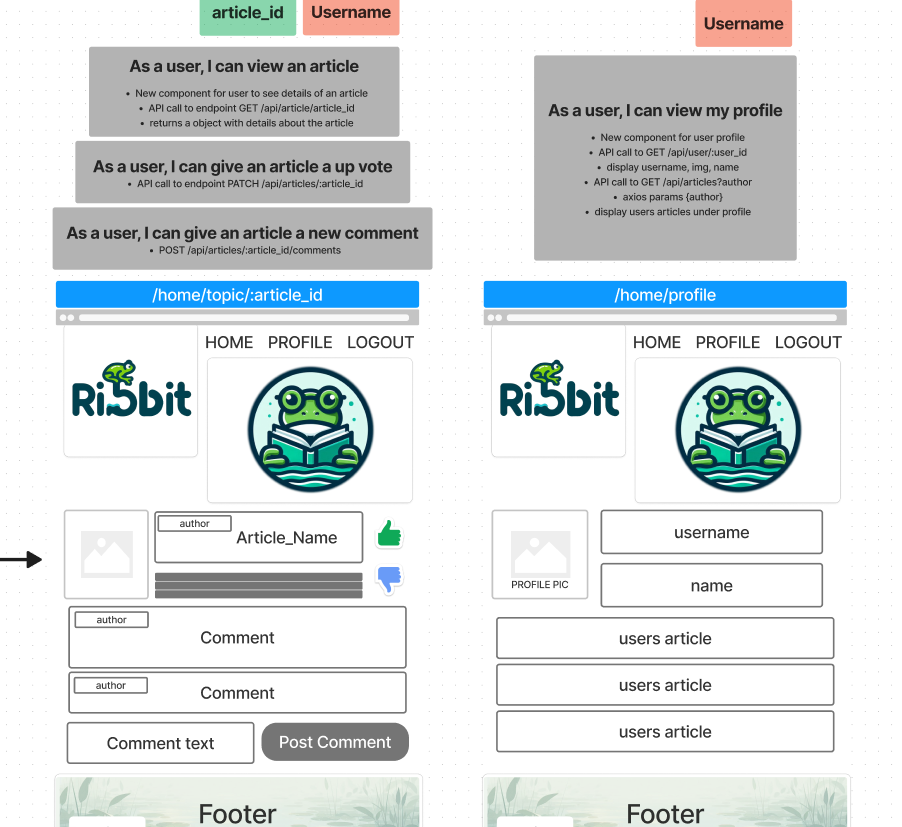 article_id
Username
As a user, I can view an article
• New component for user to see details of an article
• API call to endpoint GET /api/article/article_id
• returns a object with details about the article
As a user, I can give an article a up vote
• API call to endpoint PATCH /api/articles/:article_id
As a user, I can give an article a new comment
• POST /api/articles/:article_id/comments
/home/topic/:article_id
HOME PROFILE LOGOUT
Ribbit
author
Article_Name
author
Comment
author
Comment
Comment text
Post Comment
Footer
Username
As a user, I can view my profile
• New component for user profile
• API call to GET /api/user/:user_id
• display username, img, name
• API call to GET /api/articles?author
• axios params {author}
• display users articles under profile
/home/profile
HOME PROFILE LOGOUT
Ribbit
PROFILE PIC
username
name
users article
users article
users article
Footer